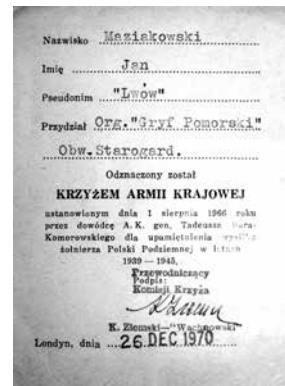 Nazwisko Maziakowski
Imię Jan
Pseudonim "Lwów"
Przydział Org. "Gryf Pomorski"
Obw. Starogard.
Odznaczony został
KRZYŻEM ARMII KRAJOWEJ
ustanowionym dnia 1 sierpnia 1966 roku
przez dowódcę A.K. gen. Tadeusza Bora-
Komorowskiego dla upamiętnienia wysiłku
żołnierza Polski Podziemnej w latach
1939 — 1945,
Przewodniczący
Podpis:
Komisji Krzyża
K. Ziemski—"Wachnowski"
Londyn, dnia 26. DEC 1970